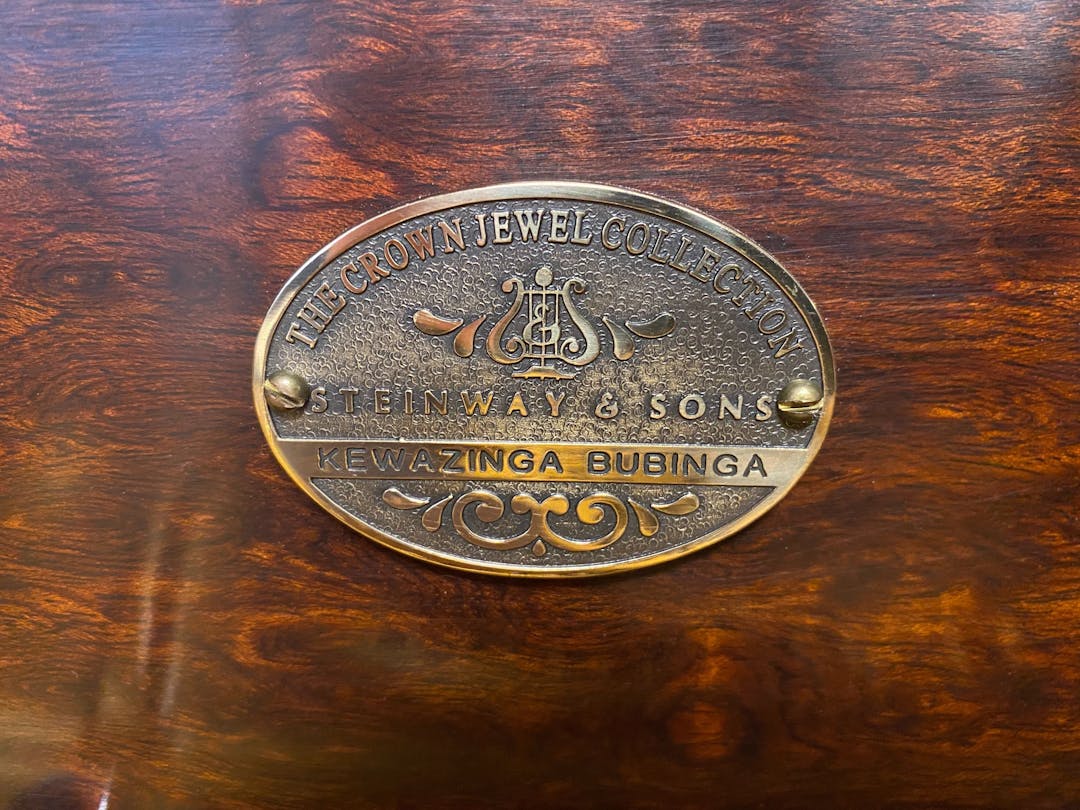 THE CROWN JEWEL COLLECTION
STEINWAY & SONS
KEWAZINGA BUBINGA